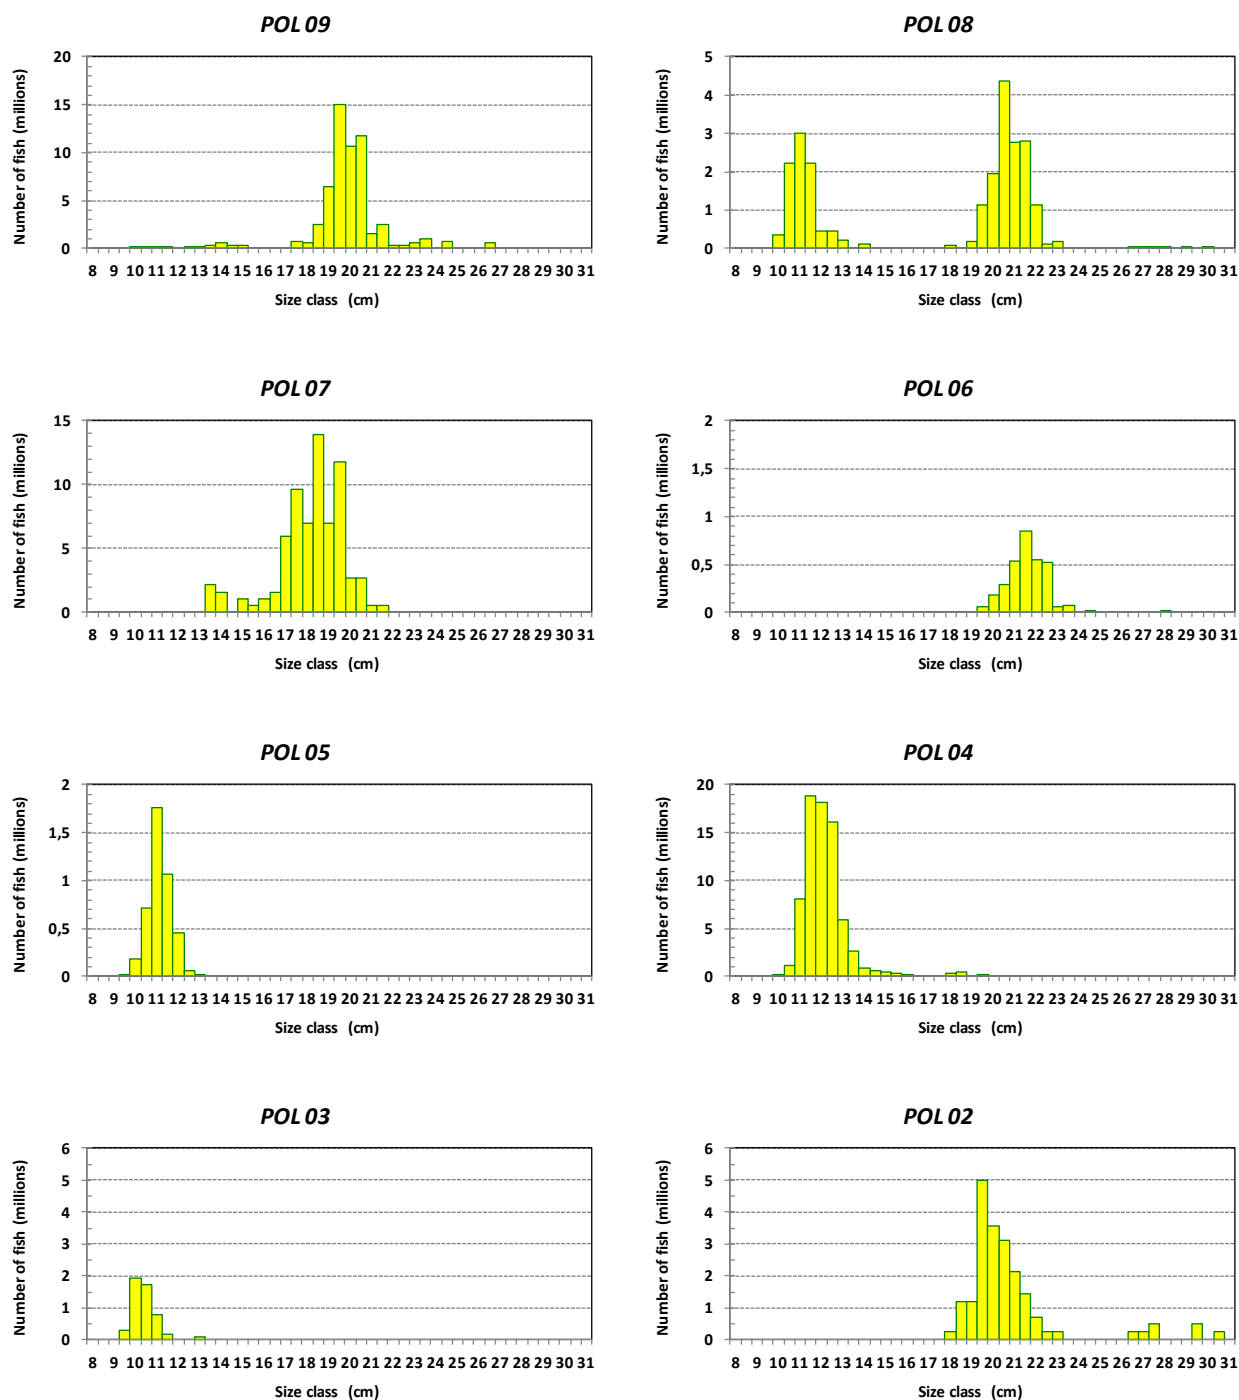 POL 09
Number of fish (millions)
20
15
10
5
0
8 9 10 11 12 13 14 15 16 17 18 19 20 22 23 24 25 26 27 28 29 30 31
Size class (cm)
POL 08
Number of fish (millions)
5
4
3
2
1
0
8 9 10 11 12 13 14 15 16 17 18 19 20 21 22 23 24 25 26 27 28 29 30 31
Size class (cm)
POL 07
Number of fish (millions)
15
10
5
0
8 9 10 11 12 13 14 15 16 17 18 19 20 22 23 24 25 26 27 28 29 30 31
Size class (cm)
POL 06
Number of fish (millions)
2
1,5
1
0,5
0
8 9 10 11 12 13 14 15 16 17 18 19 20 21 22 23 24 25 26 27 28 29 30 31
Size class (cm)
POL 05
Number of fish (millions)
2
1,5
1
0,5
0
8 9 10 11 12 13 14 15 16 17 18 19 20 22 23 24 25 26 27 28 29 30 31
Size class (cm)
POL 04
Number of fish (millions)
20
15
10
5
0
8 9 10 11 12 13 14 15 16 17 18 19 20 21 22 23 24 25 26 27 28 29 30 31
Size class (cm)
POL 03
Number of fish (millions)
6
5
4
3
2
1
0
8 9 10 11 12 13 14 15 16 17 18 19 20 22 23 24 25 26 27 28 29 30 31
Size class (cm)
POL 02
Number of fish (millions)
6
5
4
3
2
1
0
8 9 10 11 12 13 14 15 16 17 18 19 20 21 22 23 24 25 26 27 28 29 30 31
Size class (cm)